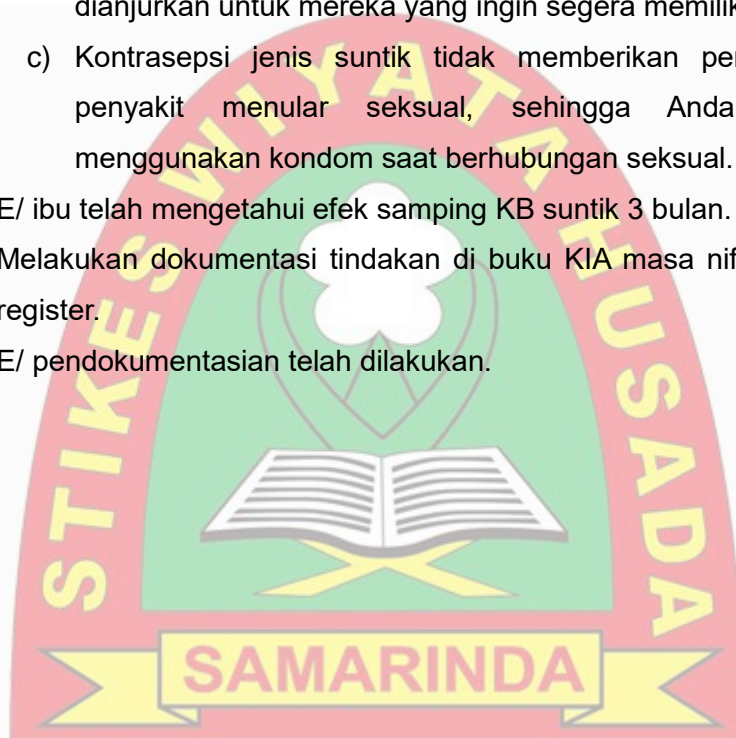 dianjurkan untuk mereka yang ingin segera memilik
c) Kontrasepsi jenis suntik tidak memberikan per
penyakit menular seksual, sehingga Anda
menggunakan kondom saat berhubungan seksual.
E/ ibu telah mengetahui efek samping KB suntik 3 bulan.
Melakukan dokumentasi tindakan di buku KIA masa nif
register.
E/ pendokumentasian telah dilakukan.
STIKES WIYATA HUSADA
SAMARINDA